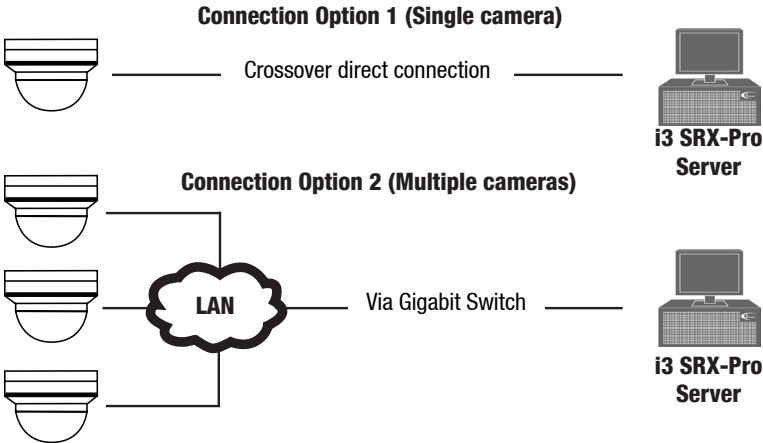 Connection Option 1 (Single camera)
Crossover direct connection
i3 SRX-Pro
Server
Connection Option 2 (Multiple cameras)
LAN
Via Gigabit Switch
i3 SRX-Pro
Server